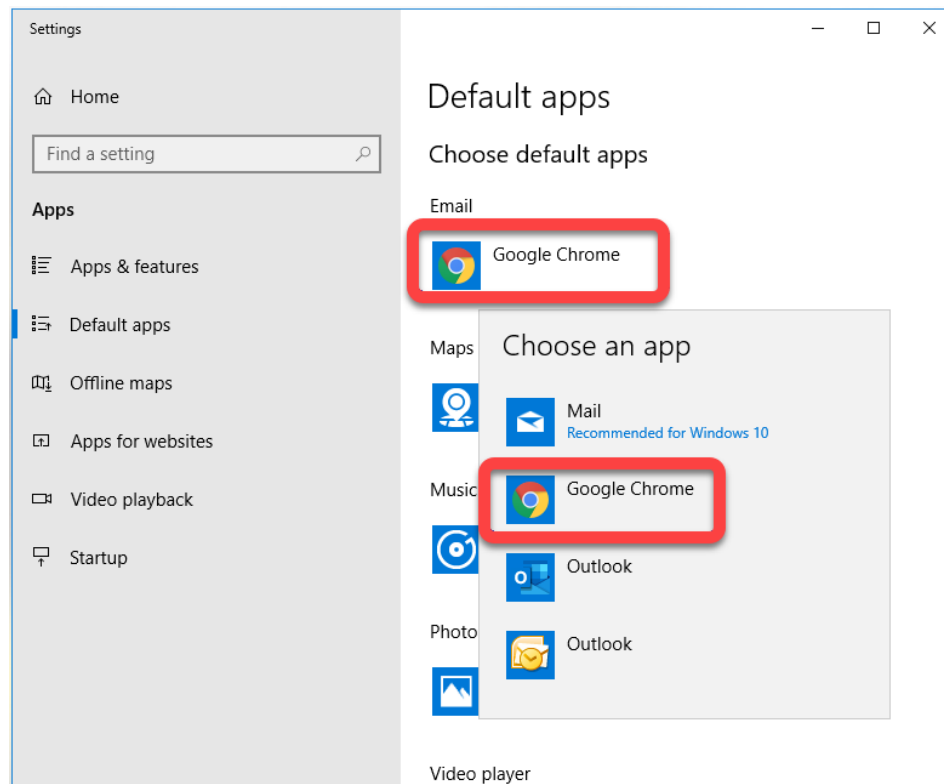 Settings
Home
Find a setting
Apps
Apps & features
Default apps
Offline maps
Apps for websites
Video playback
Startup
Default apps
Choose default apps
Email
Google Chrome
Maps
Music
Photo
Video player
Choose an app
Mail
Recommended for Windows 10
Google Chrome
Outlook
Outlook